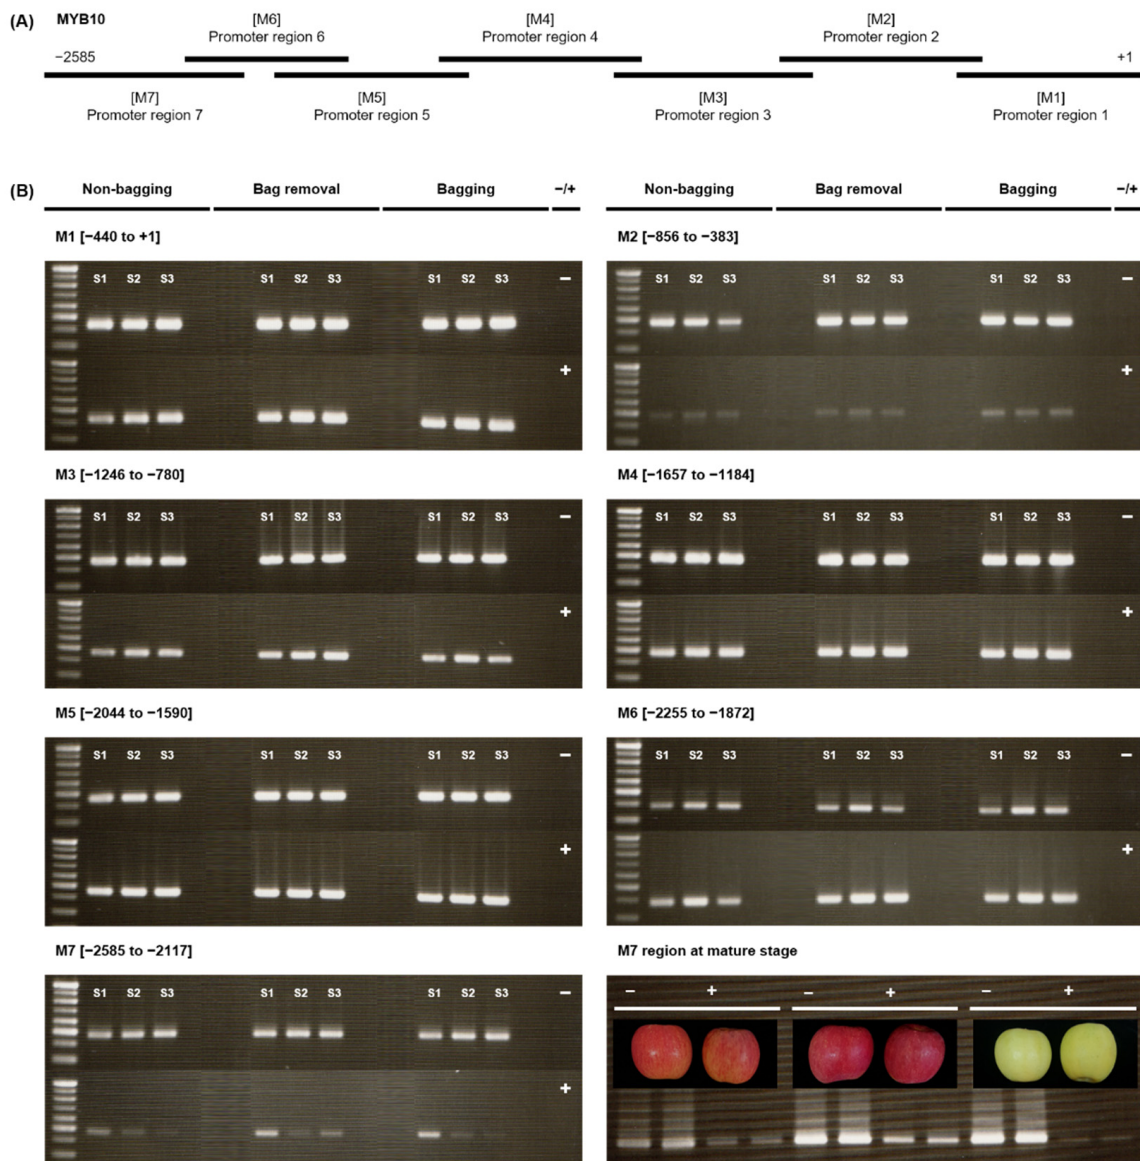 (A) MYB10
[M6]
Promoter region 6
[M4]
Promoter region 4
[M2]
Promoter region 2
−2585
+1
[M7]
Promoter region 7
[M5]
Promoter region 5
[M3]
Promoter region 3
[M1]
Promoter region 1
(B) Non-bagging Bag removal Bagging −/+ Non-bagging Bag removal Bagging −/+
M1 [−440 to +1]
S1 S2 S3 S1 S2 S3 S1 S2 S3 −
+
M2 [−856 to −383]
S1 S2 S3 S1 S2 S3 S1 S2 S3 −
+
M3 [−1246 to −780]
S1 S2 S3 S1 S2 S3 S1 S2 S3 −
+
M4 [−1657 to −1184]
S1 S2 S3 S1 S2 S3 S1 S2 S3 −
+
M5 [−2044 to −1590]
S1 S2 S3 S1 S2 S3 S1 S2 S3 −
+
M6 [−2255 to −1872]
S1 S2 S3 S1 S2 S3 S1 S2 S3 −
+
M7 [−2585 to −2117]
S1 S2 S3 S1 S2 S3 S1 S2 S3 −
+
M7 region at mature stage
− + − + − +